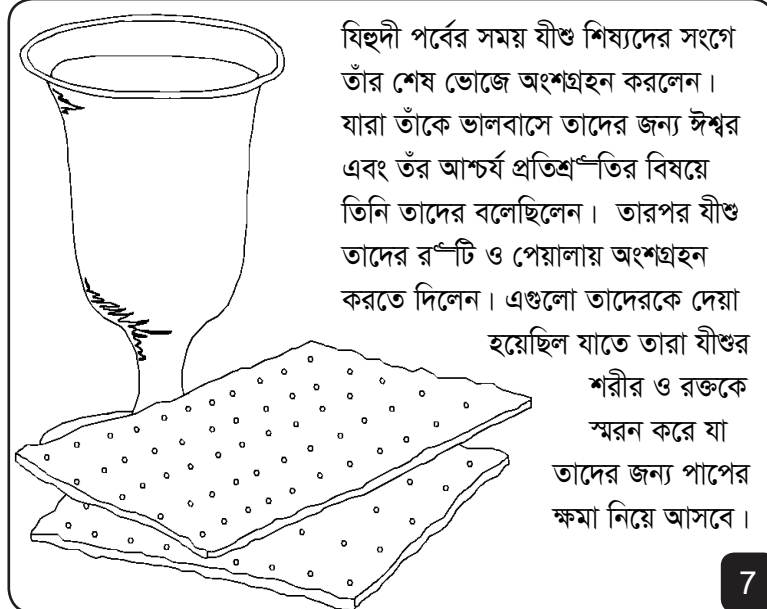 যিহুদী পর্বের সময় যীশু শিষ্যদের সংগে
তাঁর শেষ ভোজে অংশগ্রহন করলেন।
যারা তাঁকে ভালবাসে তাদের জন্য ঈশ্বর
এবং তঁর আশ্চর্য প্রতিশ্রুতির বিষয়ে
তিনি তাদের বলেছিলেন। তারপর যীশু
তাদের রুটি ও পেয়ালায় অংশগ্রহন
করতে দিলেন। এগুলো তাদেরকে দেয়া
হয়েছিল যাতে তারা যীশুর
শরীর ও রক্তকে
স্মরন করে যা
তাদের জন্য পাপের
ক্ষমা নিয়ে আসবে।
7